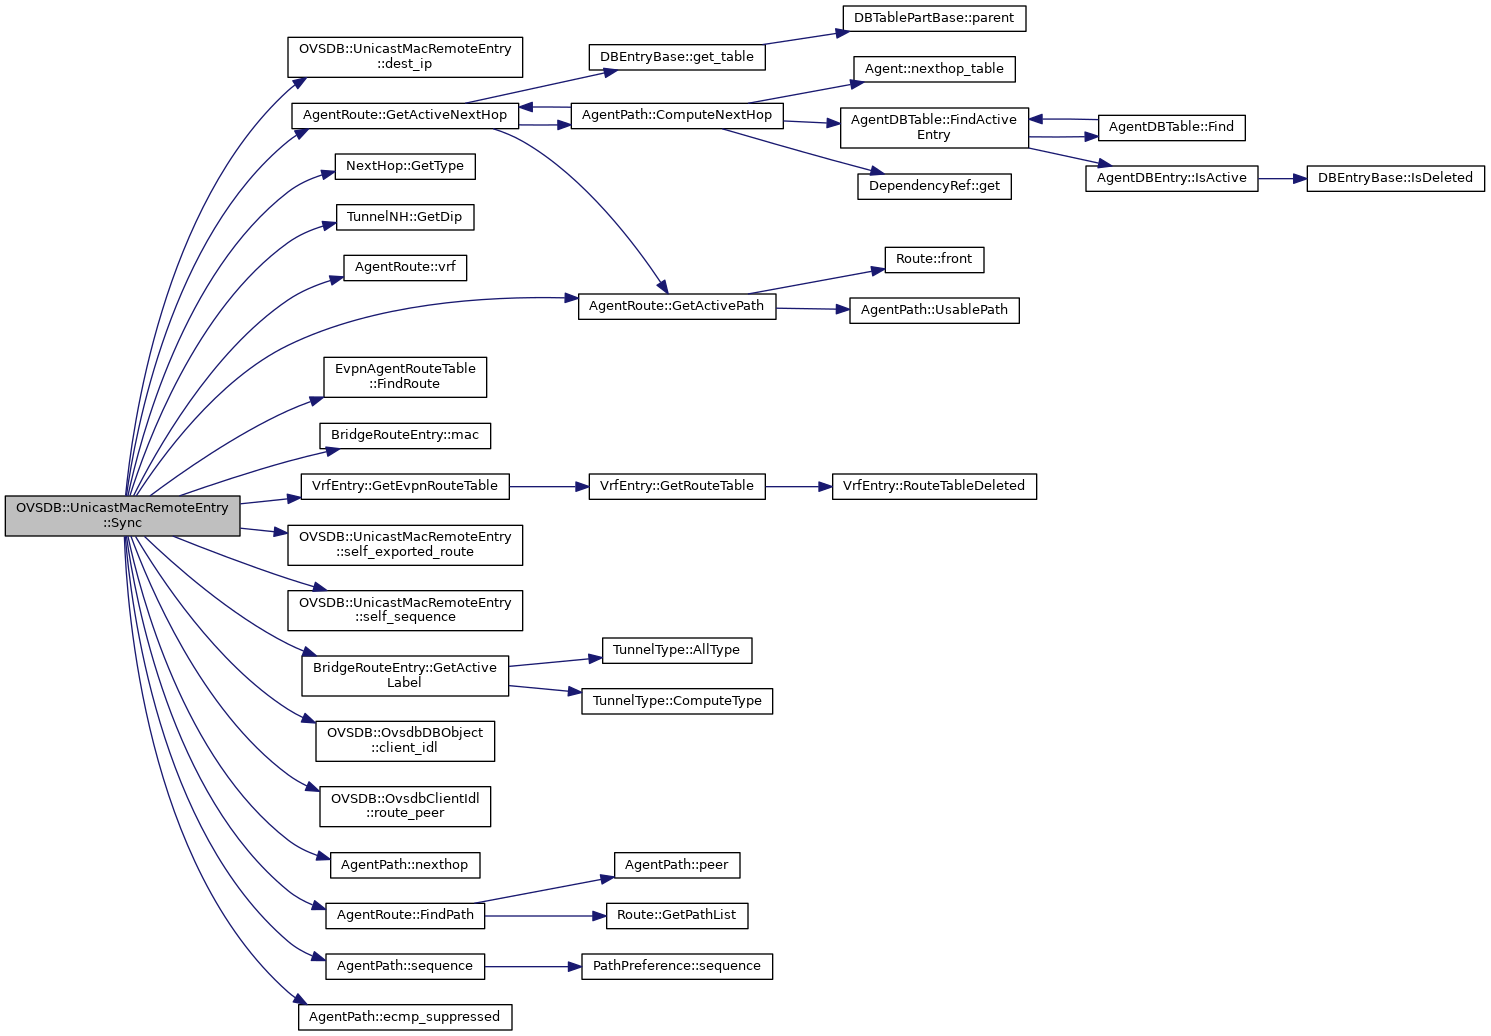 OVSDB::UnicastMacRemoteEntry
::Sync
OVSDB::UnicastMacRemoteEntry
::dest_ip
AgentRoute::GetActiveNextHop
NextHop::GetType
TunnelNH::GetDip
AgentRoute::vrf
EvpnAgentRouteTable
::FindRoute
BridgeRouteEntry::mac
VrfEntry::GetEvpnRouteTable
OVSDB::UnicastMacRemoteEntry
::self_exported_route
OVSDB::UnicastMacRemoteEntry
::self_sequence
BridgeRouteEntry::GetActive
Label
OVSDB::OvsdbDBObject
::client_idl
OVSDB::OvsdbClientIdl
::route_peer
AgentPath::nexthop
AgentRoute::FindPath
AgentPath::sequence
AgentPath::ecmp_suppressed
DBEntryBase::get_table
AgentPath::ComputeNextHop
AgentRoute::GetActivePath
VrfEntry::GetRouteTable
TunnelType::AllType
TunnelType::ComputeType
AgentPath::peer
Route::GetPathList
PathPreference::sequence
DBTablePartBase::parent
Agent::nexthop_table
AgentDBTable::FindActive
Entry
DependencyRef::get
Route::front
AgentPath::UsablePath
VrfEntry::RouteTableDeleted
AgentDBTable::Find
AgentDBEntry::IsActive
DBEntryBase::IsDeleted